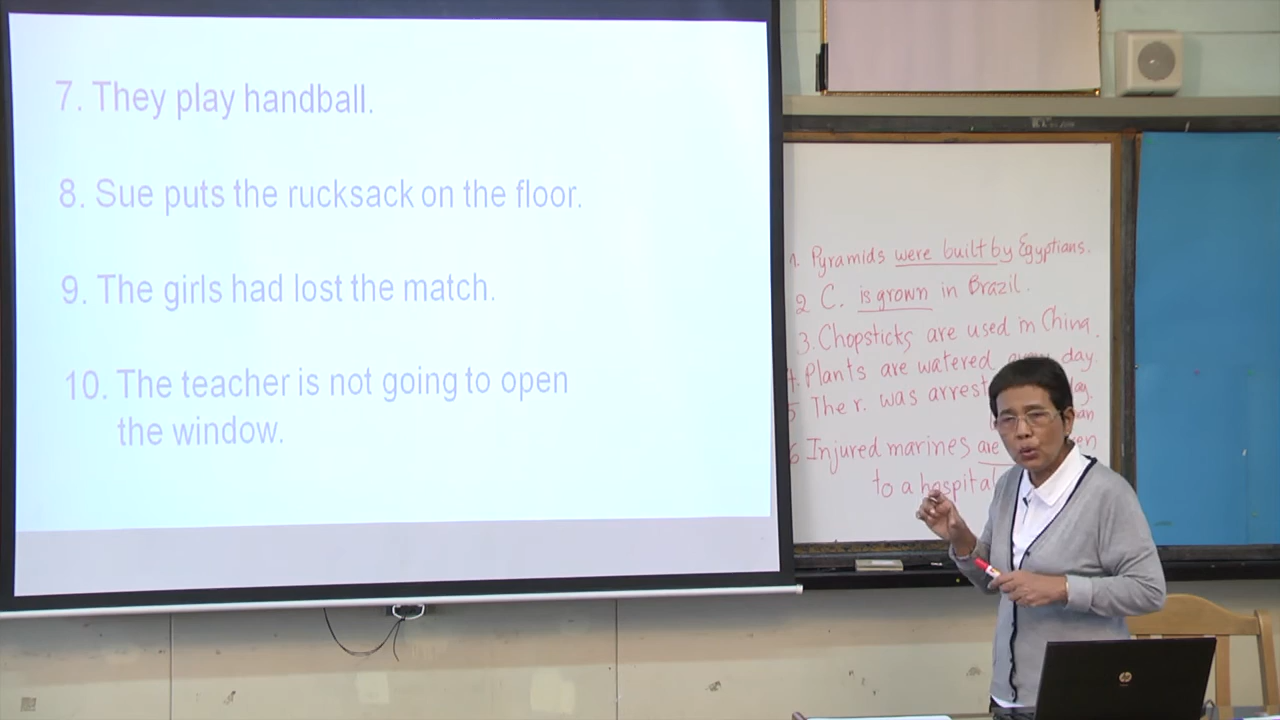 7. They play handball.
8. Sue puts the rucksack on the floor.
9. The girls had lost the match.
10. The teacher is not going to open
the window.
1. Pyramids were built by Egyptians.
2 C. is grown in Brazil.
3. Chopsticks are used in China.
4. Plants are watered every day.
5 The r. was
6 Injured marines are
to a hospital
hp